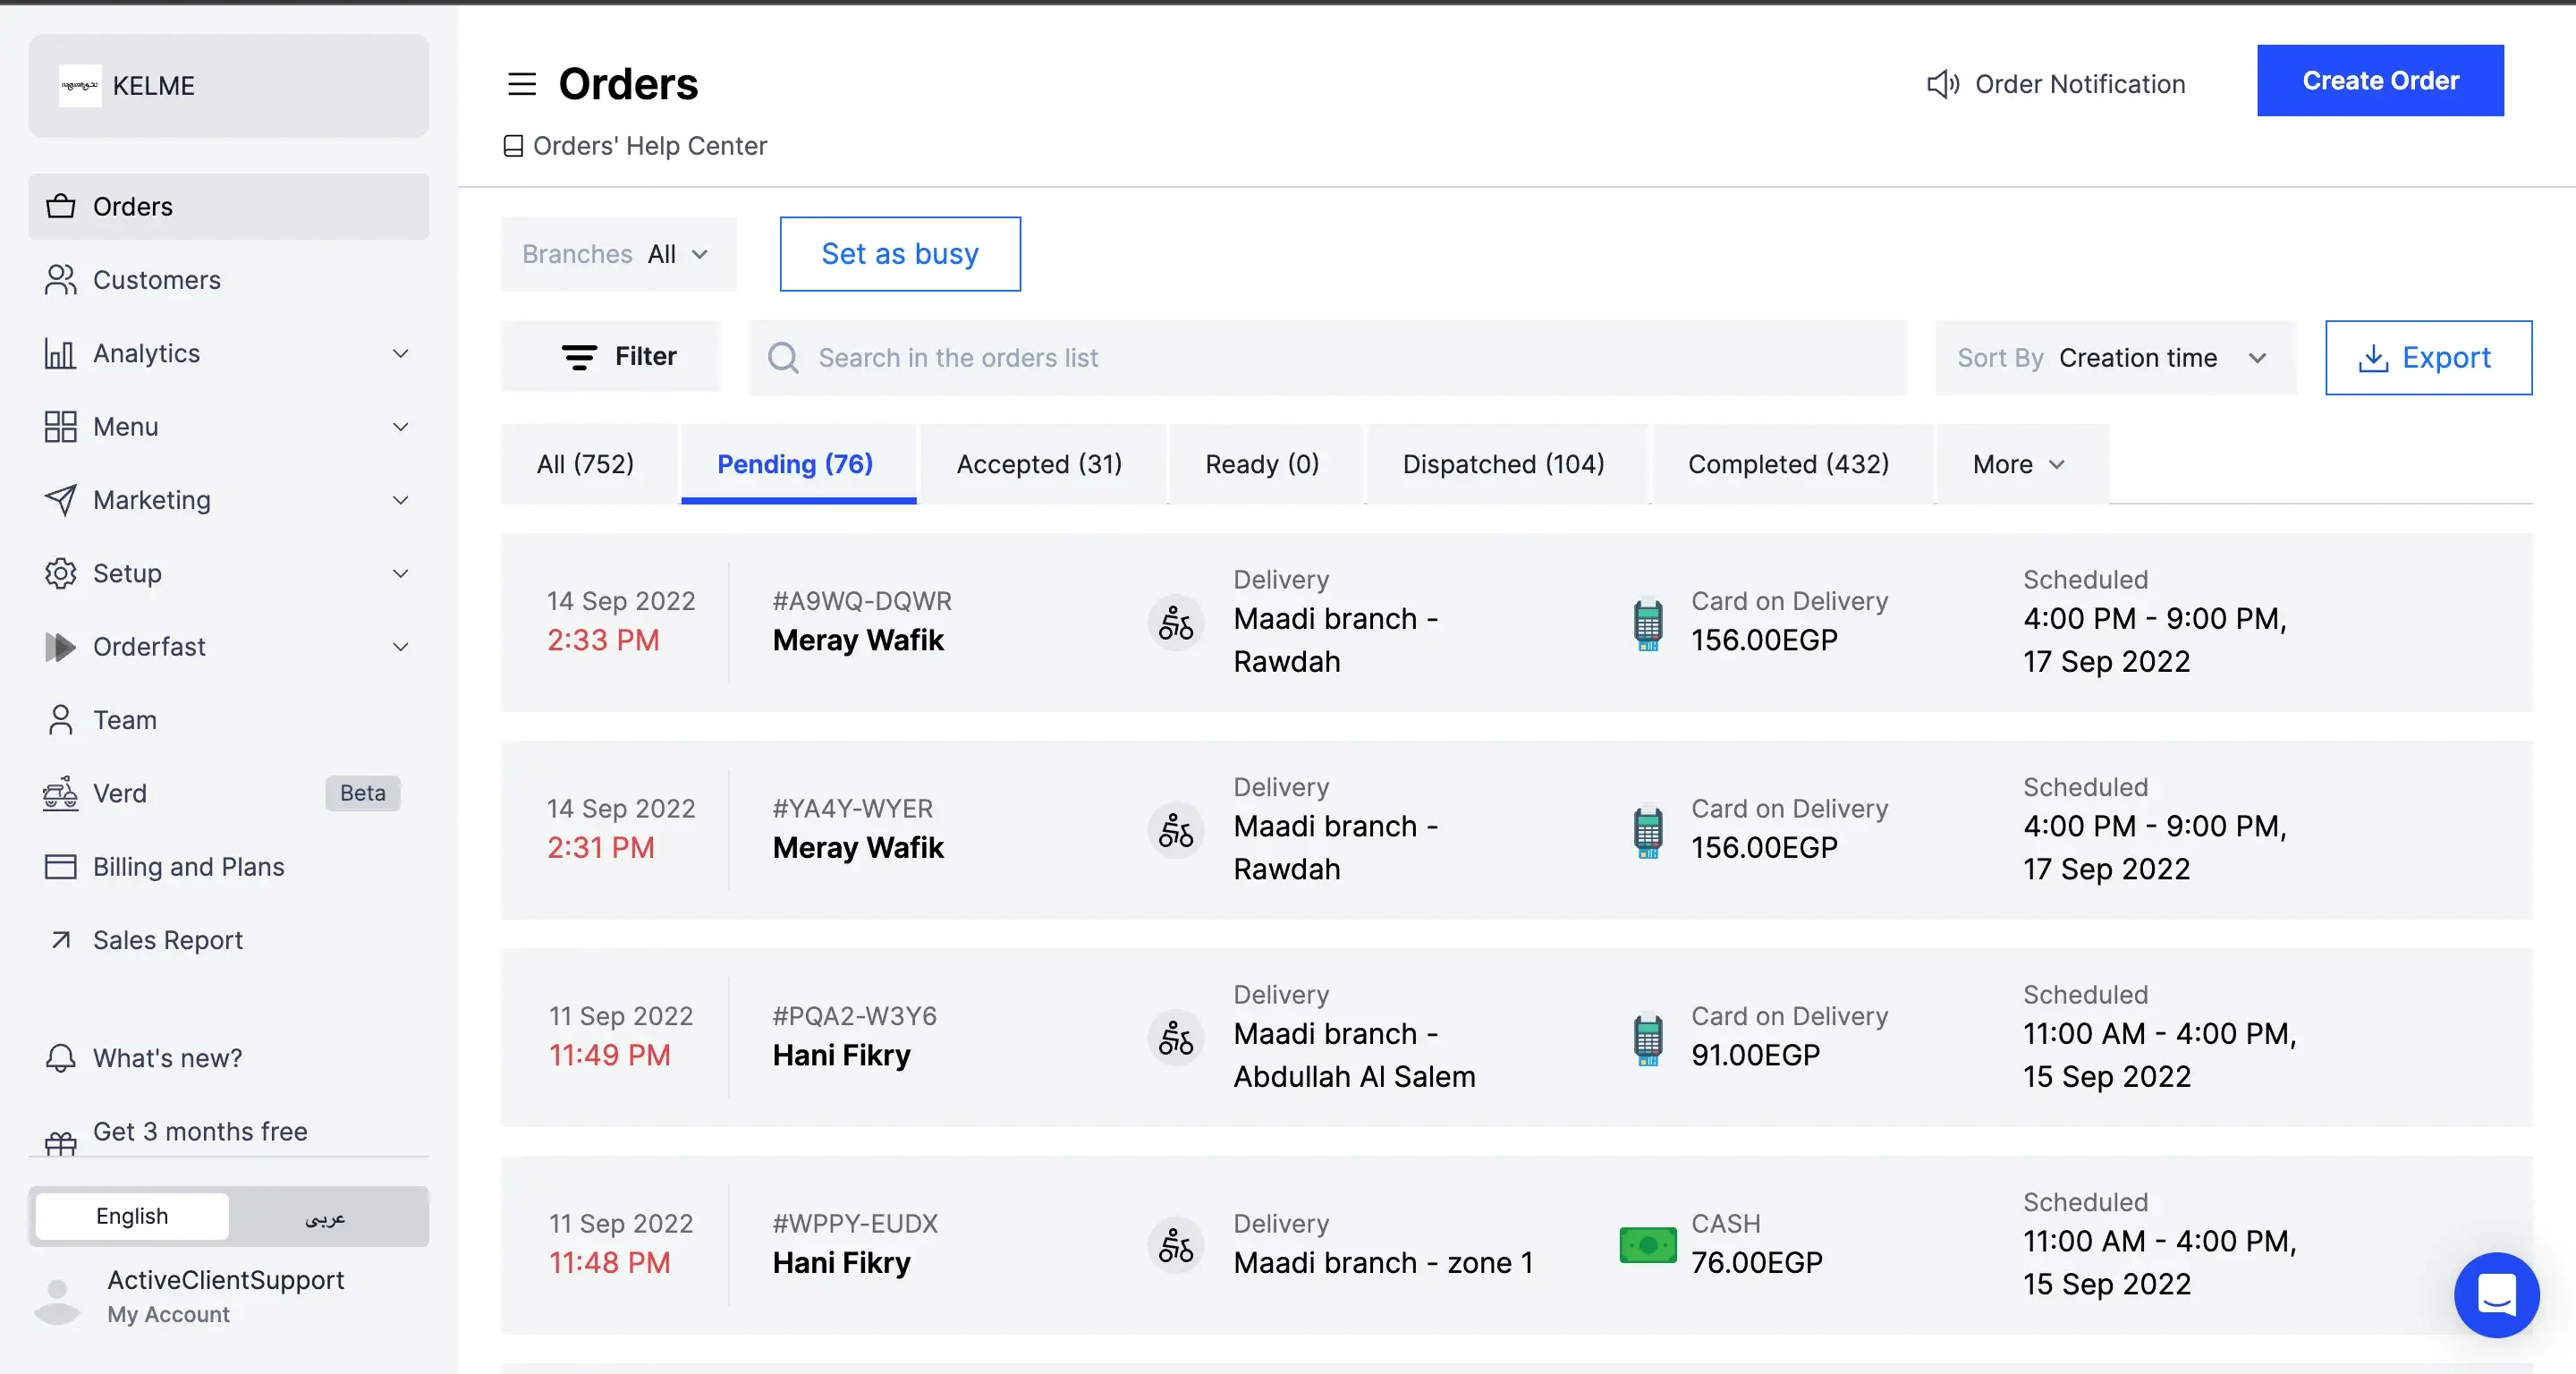 KELME
Orders
Customers
Analytics
Menu
Marketing
Setup
Orderfast
Team
Verd Beta
Billing and Plans
Sales Report
What's new?
Get 3 months free
English عربى
ActiveClientSupport
My Account
Orders
Order Notification
Create Order
Orders' Help Center
Branches All
Set as busy
Filter
Search in the orders list
Sort By Creation time
Export
All (752) Pending (76) Accepted (31) Ready (0) Dispatched (104) Completed (432) More
14 Sep 2022
2:33 PM
#A9WQ-DQWR
Meray Wafik
Delivery
Maadi branch -
Rawdah
Card on Delivery
156.00EGP
Scheduled
4:00 PM - 9:00 PM,
17 Sep 2022
14 Sep 2022
2:31 PM
#YA4Y-WYER
Meray Wafik
Delivery
Maadi branch -
Rawdah
Card on Delivery
156.00EGP
Scheduled
4:00 PM - 9:00 PM,
17 Sep 2022
11 Sep 2022
11:49 PM
#PQA2-W3Y6
Hani Fikry
Delivery
Maadi branch -
Abdullah Al Salem
Card on Delivery
91.00EGP
Scheduled
11:00 AM - 4:00 PM,
15 Sep 2022
11 Sep 2022
11:48 PM
#WPPY-EUDX
Hani Fikry
Delivery
Maadi branch - zone 1
CASH
76.00EGP
Scheduled
11:00 AM - 4:00 PM,
15 Sep 2022